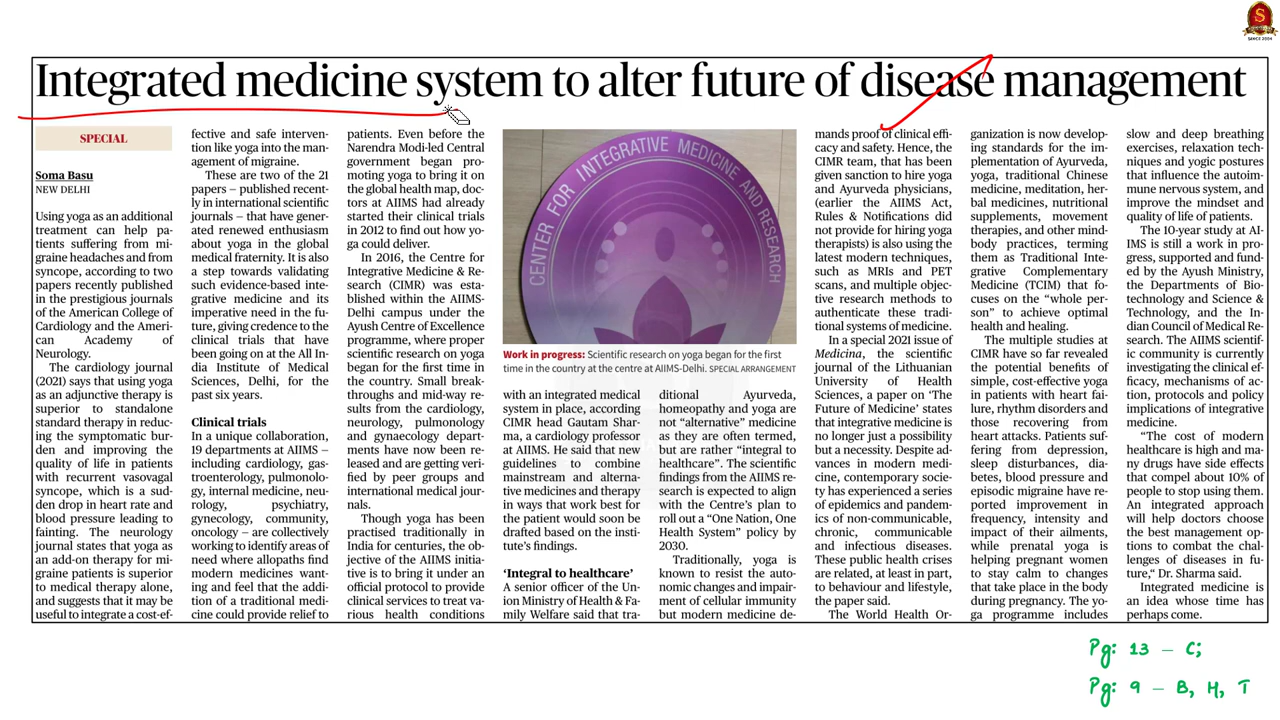 S
SINCE 2004
Integrated medicine system to alter future of disease management
SPECIAL
Soma Basu
NEW DELHI
Using yoga as an additional
treatment can help pa-
tients suffering from mi-
graine headaches and from
syncope, according to two
papers recently published
in the prestigious journals
of the American College of
Cardiology and the Ameri-
can Academy of
Neurology.
The cardiology journal
(2021) says that using yoga
as an adjunctive therapy is
superior to standalone
standard therapy in reduc-
ing the symptomatic bur-
den and improving the
quality of life in patients
with recurrent vasovagal
syncope, which is a sud-
den drop in heart rate and
blood pressure leading to
fainting. The neurology
journal states that yoga as
an add-on therapy for mi-
graine patients is superior
to medical therapy alone,
and suggests that it may be
useful to integrate a cost-ef-
fective and safe interven-
tion like yoga into the man-
agement of migraine.
These are two of the 21
papers – published recent-
ly in international scientific
journals – that have gener-
ated renewed enthusiasm
about yoga in the global
medical fraternity. It is also
a step towards validating
such evidence-based inte-
grative medicine and its
imperative need in the fu-
ture, giving credence to the
clinical trials that have
been going on at the All In-
dia Institute of Medical
Sciences, Delhi, for the
past six years.
Clinical trials
In a unique collaboration,
19 departments at AIIMS –
including cardiology, gas-
troenterology, pulmonolo-
gy, internal medicine, neu-
rology, psychiatry,
gynecology, community,
oncology – are collectively
working to identify areas of
need where allopaths find
modern medicines want-
ing and feel that the addi-
tion of a traditional medi-
cine could provide relief to
patients. Even before the
Narendra Modi-led Central
government began pro-
moting yoga to bring it on
the global health map, doc-
tors at AIIMS had already
started their clinical trials
in 2012 to find out how yo-
ga could deliver.
In 2016, the Centre for
Integrative Medicine & Re-
search (CIMR) was esta-
blished within the AIIMS-
Delhi campus under the
Ayush Centre of Excellence
programme, where proper
scientific research on yoga
began for the first time in
the country. Small break-
throughs and mid-way re-
sults from the cardiology,
neurology, pulmonology
and gynaecology depart-
ments have now been re-
leased and are getting veri-
fied by peer groups and
international medical jour-
nals.
Though yoga has been
practised traditionally in
India for centuries, the ob-
jective of the AIIMS initia-
tive is to bring it under an
official protocol to provide
clinical services to treat va-
rious health conditions
CENTER FOR INTEGRATIVE MEDICINE AND RESEARCH
Work in progress: Scientific research on yoga began for the first
time in the country at the centre at AIIMS-Delhi. SPECIAL ARRANGEMENT
with an integrated medical
system in place, according
CIMR head Gautam Shar-
ma, a cardiology professor
at AIIMS. He said that new
guidelines to combine
mainstream and alterna-
tive medicines and therapy
in ways that work best for
the patient would soon be
drafted based on the insti-
tute's findings.
'Integral to healthcare'
A senior officer of the Un-
ion Ministry of Health & Fa-
mily Welfare said that tra-
ditional Ayurveda,
homeopathy and yoga are
not "alternative" medicine
as they are often termed,
but are rather "integral to
healthcare". The scientific
findings from the AIIMS re-
search is expected to align
with the Centre's plan to
roll out a "One Nation, One
Health System" policy by
2030.
Traditionally, yoga is
known to resist the auto-
nomic changes and impair-
ment of cellular immunity
but modern medicine de-
mands proof of clinical effi-
cacy and safety. Hence, the
CIMR team, that has been
given sanction to hire yoga
and Ayurveda physicians,
(earlier the AIIMS Act,
Rules & Notifications did
not provide for hiring yoga
therapists) is also using the
latest modern techniques,
such as MRIs and PET
scans, and multiple objec-
tive research methods to
authenticate these tradi-
tional systems of medicine.
In a special 2021 issue of
Medicina, the scientific
journal of the Lithuanian
University of Health
Sciences, a paper on 'The
Future of Medicine' states
that integrative medicine is
no longer just a possibility
but a necessity. Despite ad-
vances in modern medi-
cine, contemporary socie-
ty has experienced a series
of epidemics and pandem-
ics of non-communicable,
chronic, communicable
and infectious diseases.
These public health crises
are related, at least in part,
to behaviour and lifestyle,
the paper said.
The World Health Or-
ganization is now develop-
ing standards for the im-
plementation of Ayurveda,
yoga, traditional Chinese
medicine, meditation, her-
bal medicines, nutritional
supplements, movement
therapies, and other mind-
body practices, terming
them as Traditional Inte-
grative Complementary
Medicine (TCIM) that fo-
cuses on the "whole per-
son" to achieve optimal
health and healing.
The multiple studies at
CIMR have so far revealed
the potential benefits of
simple, cost-effective yoga
in patients with heart fai-
lure, rhythm disorders and
those recovering from
heart attacks. Patients suf-
fering from depression,
sleep disturbances, dia-
betes, blood pressure and
episodic migraine have re-
ported improvement in
frequency, intensity and
impact of their ailments,
while prenatal yoga is
helping pregnant women
to stay calm to changes
that take place in the body
during pregnancy. The yo-
ga programme includes
slow and deep breathing
exercises, relaxation tech-
niques and yogic postures
that influence the autoim-
mune nervous system, and
improve the mindset and
quality of life of patients.
The 10-year study at AI-
IMS is still a work in pro-
gress, supported and fund-
ed by the Ayush Ministry,
the Departments of Bio-
technology and Science &
Technology, and the In-
dian Council of Medical Re-
search. The AIIMS scientif-
ic community is currently
investigating the clinical ef-
ficacy, mechanisms of ac-
tion, protocols and policy
implications of integrative
medicine.
"The cost of modern
healthcare is high and ma-
ny drugs have side effects
that compel about 10% of
people to stop using them.
An integrated approach
will help doctors choose
the best management op-
tions to combat the chal-
lenges of diseases in fu-
ture," Dr. Sharma said.
Integrated medicine is
an idea whose time has
perhaps come.
Pg: 13 – C;
Pg: 9 – B, H, T